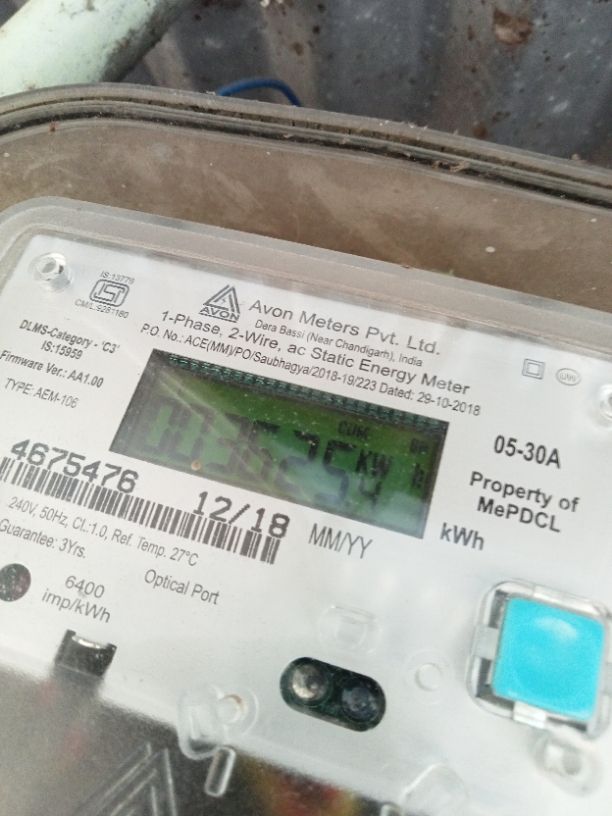 IS:13779
CM/L:9281180
AVON
Avon Meters Pvt. Ltd.
Dera Bassi (Near Chandigarh), India
1-Phase, 2-Wire, ac Static Energy Meter
P.O. No.: ACE(MM)/PO/Saubhagya/2018-19/223 Dated: 29-10-2018
DLMS-Category - 'C3'
IS:15959
Firmware Ver.: AA1.00
TYPE: AEM-106
CUM
KW
05-30A
Property of
MePDCL
kWh
4675476
12/18
MM/YY
240V, 50Hz, CL:1.0, Ref. Temp. 27°C
Guarantee: 3Yrs.
Optical Port
6400
imp/kWh